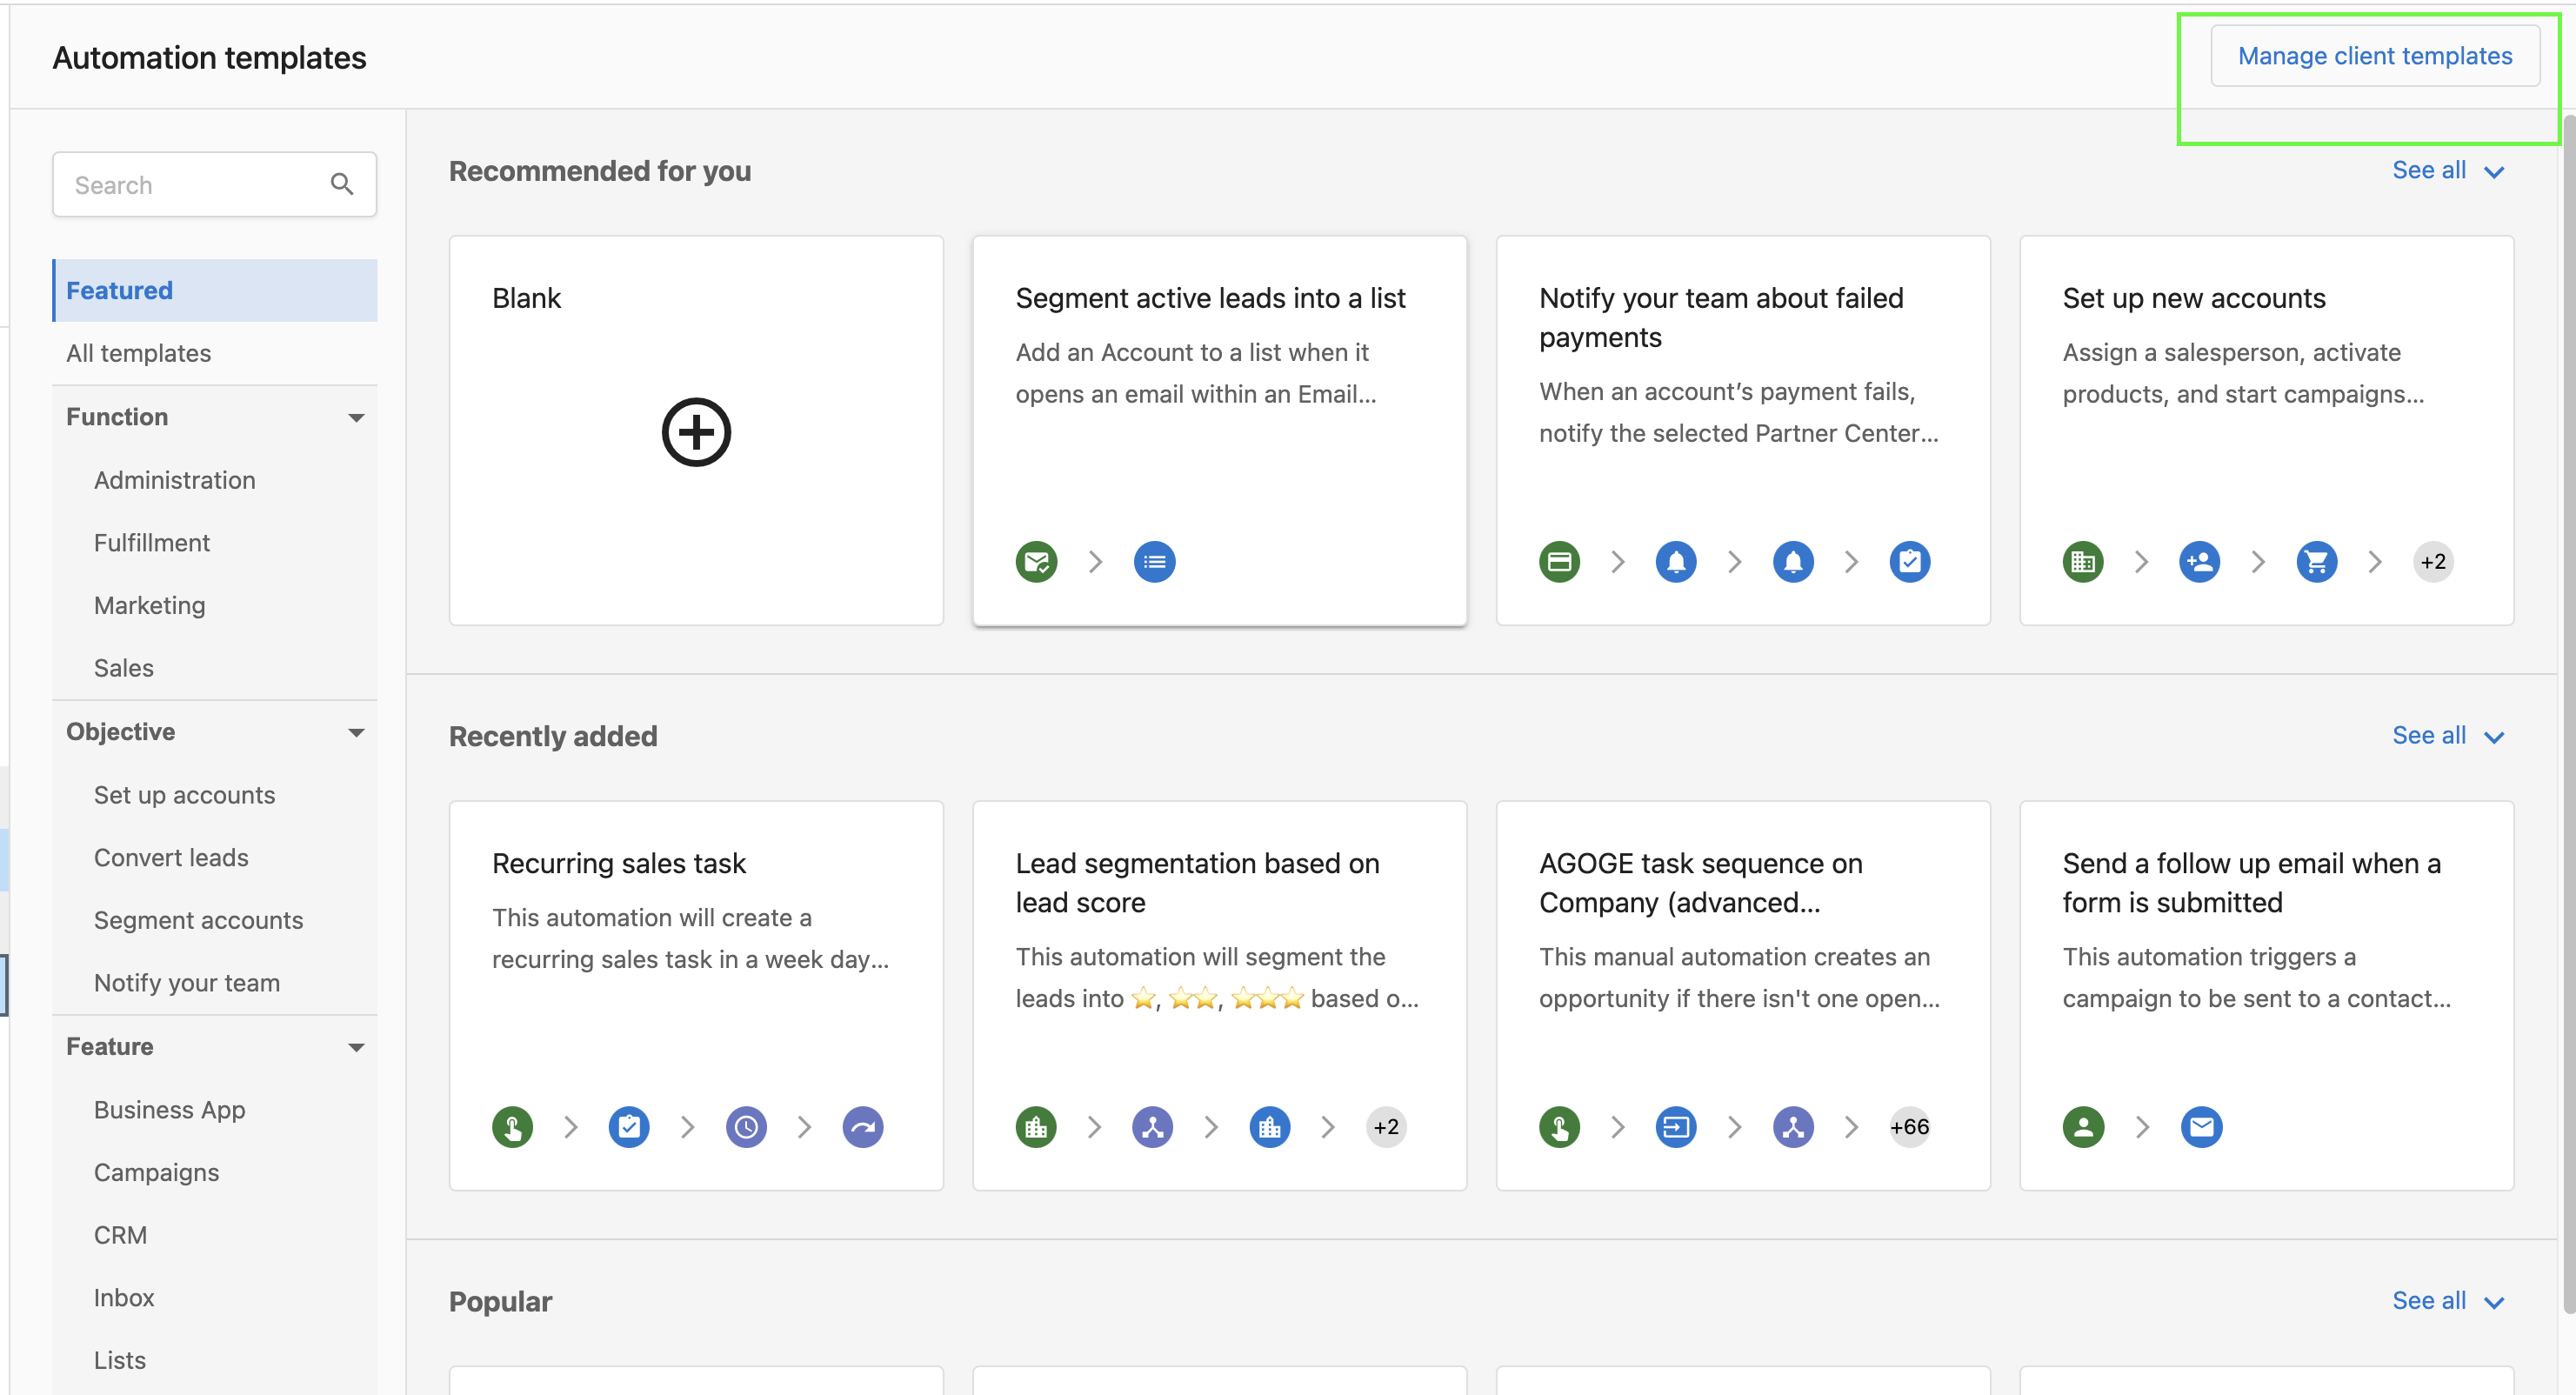 Automation templates
Manage client templates
Search
Featured
All templates
Function
Administration
Fulfillment
Marketing
Sales
Objective
Set up accounts
Convert leads
Segment accounts
Notify your team
Feature
Business App
Campaigns
CRM
Inbox
Lists
Recommended for you
See all
Blank
Segment active leads into a list
Add an Account to a list when it
opens an email within an Email...
Notify your team about failed
payments
When an account’s payment fails,
notify the selected Partner Center...
Set up new accounts
Assign a salesperson, activate
products, and start campaigns...
+2
Recently added
See all
Recurring sales task
This automation will create a
recurring sales task in a week day...
Lead segmentation based on
lead score
This automation will segment the
leads into ⭐, ⭐⭐, ⭐⭐⭐ based o...
+2
AGOGE task sequence on
Company (advanced...
This manual automation creates an
opportunity if there isn't one open...
+66
Send a follow up email when a
form is submitted
This automation triggers a
campaign to be sent to a contact...
Popular
See all